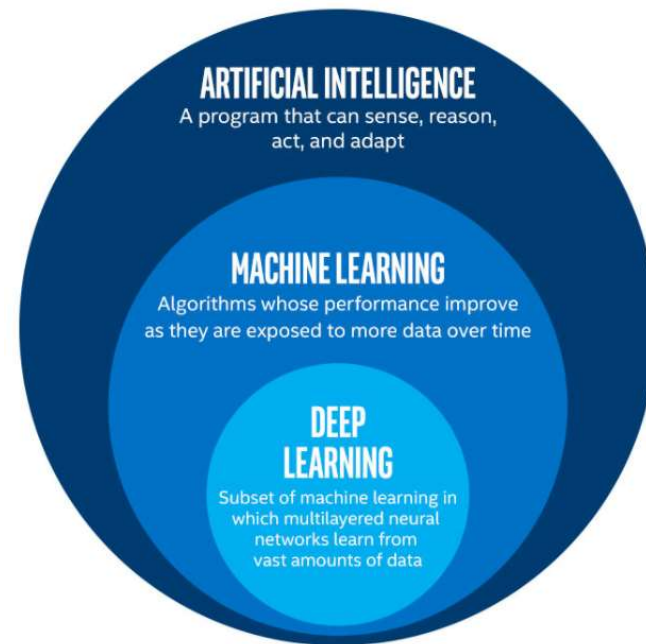 ARTIFICIAL INTELLIGENCE
A program that can sense, reason,
act, and adapt
MACHINE LEARNING
Algorithms whose performance improve
as they are exposed to more data over time
DEEP
LEARNING
Subset of machine learning in
which multilayered neural
networks learn from
vast amounts of data